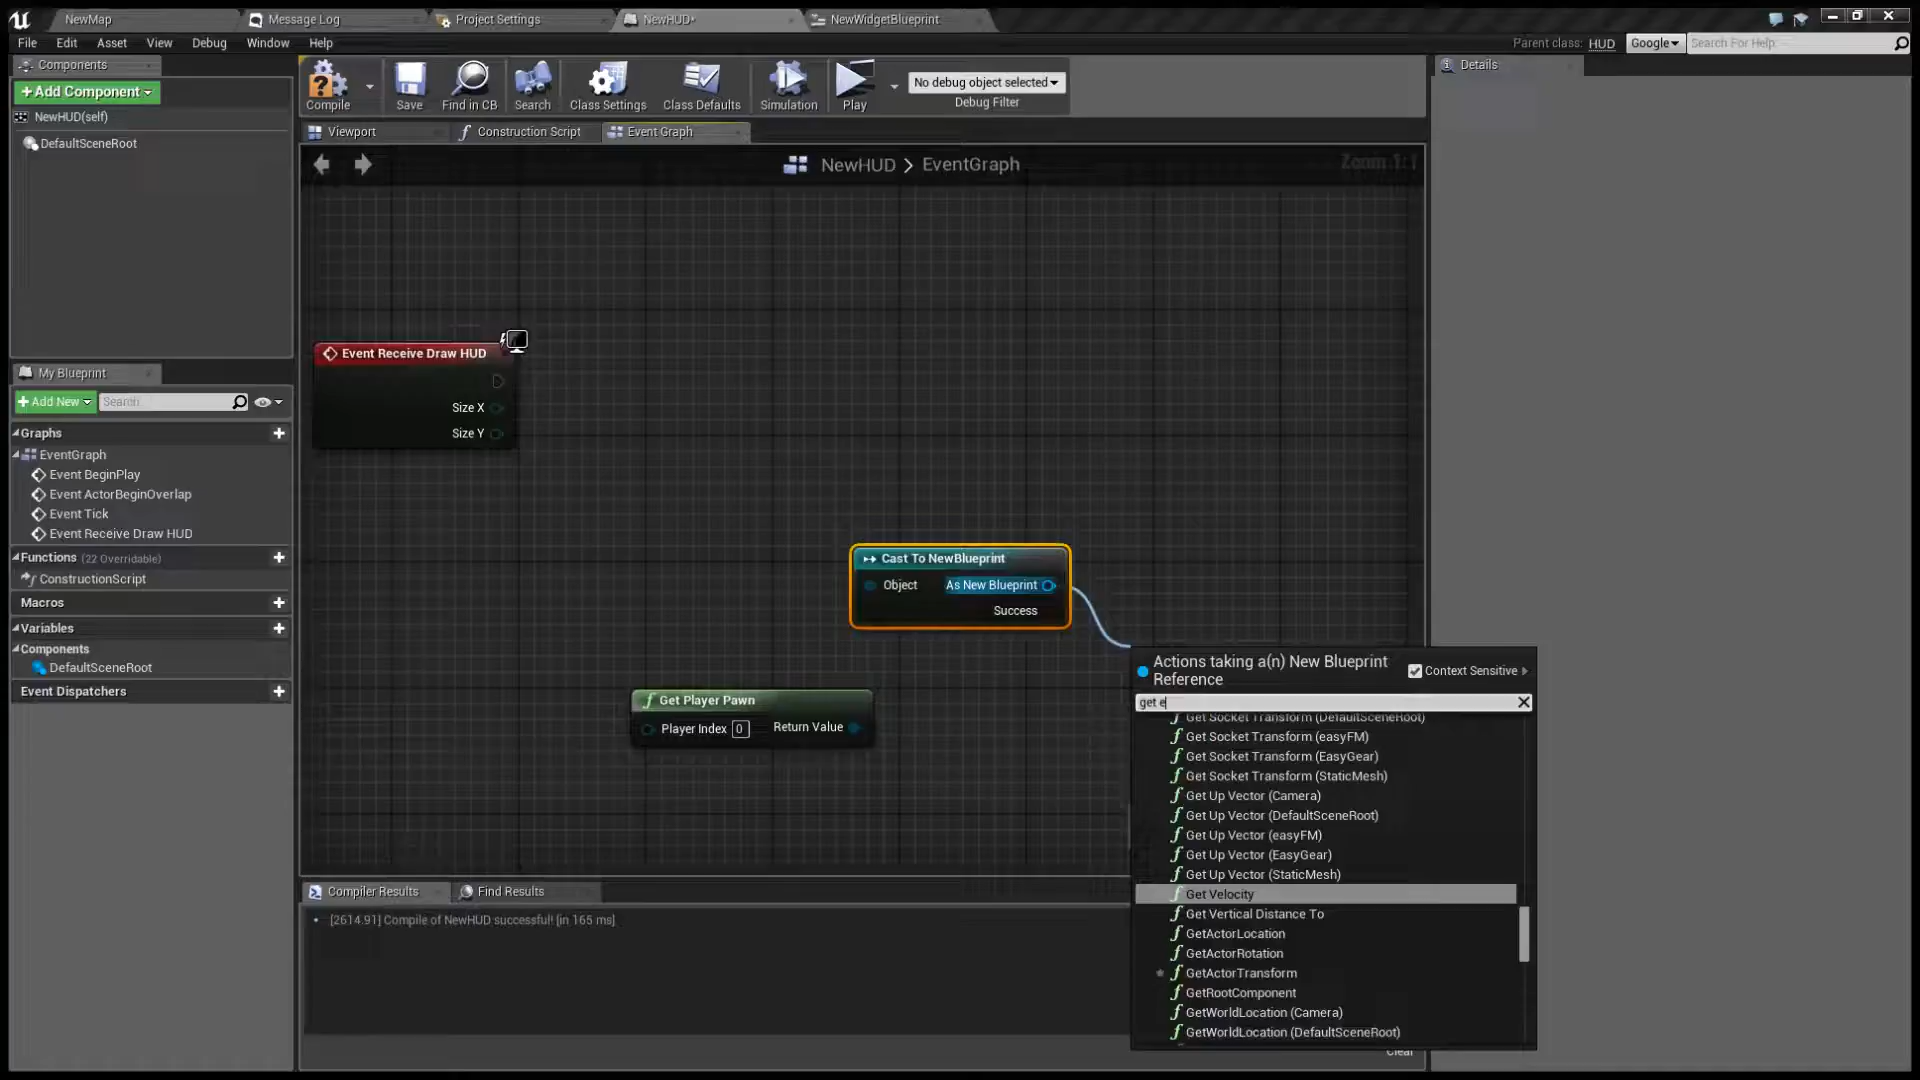 NewMap
Message Log
Project Settings
NewHUD*
NewWidgetBlueprint
File Edit Asset View Debug Window Help
Parent class: HUD
Google
Search For Help
Components
+Add Component
NewHUD(self)
DefaultSceneRoot
Compile
Save
Find in CB
Search
Class Settings
Class Defaults
Simulation
Play
No debug object selected
Debug Filter
Details
Viewport
Construction Script
Event Graph
NewHUD > EventGraph
Zoom 1:1
Event Receive Draw HUD
Size X
Size Y
My Blueprint
+Add New
Search
Graphs
EventGraph
Event BeginPlay
Event ActorBeginOverlap
Event Tick
Event Receive Draw HUD
Functions (22 Overridable)
ConstructionScript
Macros
Variables
Components
DefaultSceneRoot
Event Dispatchers
Cast To NewBlueprint
Object As New Blueprint
Success
Get Player Pawn
Player Index 0 Return Value
Actions taking a(n) New Blueprint
Reference
Context Sensitive
get e
Get Socket Transform (DefaultSceneRoot)
Get Socket Transform (easyFM)
Get Socket Transform (EasyGear)
Get Socket Transform (StaticMesh)
Get Up Vector (Camera)
Get Up Vector (DefaultSceneRoot)
Get Up Vector (easyFM)
Get Up Vector (EasyGear)
Get Up Vector (StaticMesh)
Get Velocity
Get Vertical Distance To
GetActorLocation
GetActorRotation
GetActorTransform
GetRootComponent
GetWorldLocation (Camera)
GetWorldLocation (DefaultSceneRoot)
Compiler Results
Find Results
[2614.91] Compile of NewHUD successful! [in 165 ms]
Clear